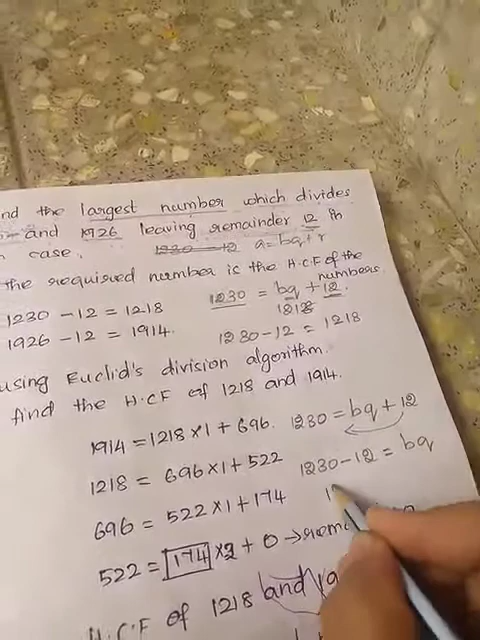 nd the largest number which divides
and 1926 leaving remainder 12 in
case. 1230 - 12 a=bq+r
the required number is the H.C.F of the
numbers.
1230 - 12 = 1218 1230 = bq + 12
1926 - 12 = 1914. 1218
1230-12 = 1218
using Euclid's division algorithm.
find the H.C.F of 1218 and 1914.
1914 = 1218 x 1 + 696. 1230 = bq + 12
1218 = 696 x 1 + 522 1230-12 = bq
696 = 522 x 1 + 174
522 = 174 x 3 + 0 →
H.C.F of 1218 and